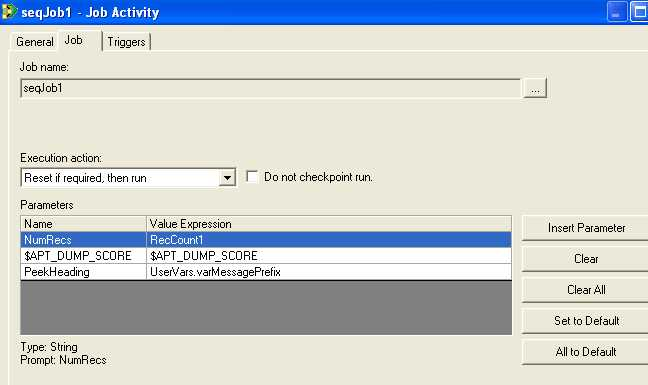 seqJob1 - Job Activity
General Job Triggers
Job name:
seqJob1 ...
Execution action:
Reset if required, then run Do not checkpoint run.
Parameters
Name Value Expression
NumRecs RecCount1
$APT_DUMP_SCORE $APT_DUMP_SCORE
PeekHeading UserVars.varMessagePrefix
Insert Parameter
Clear
Clear All
Set to Default
All to Default
Type: String
Prompt: NumRecs